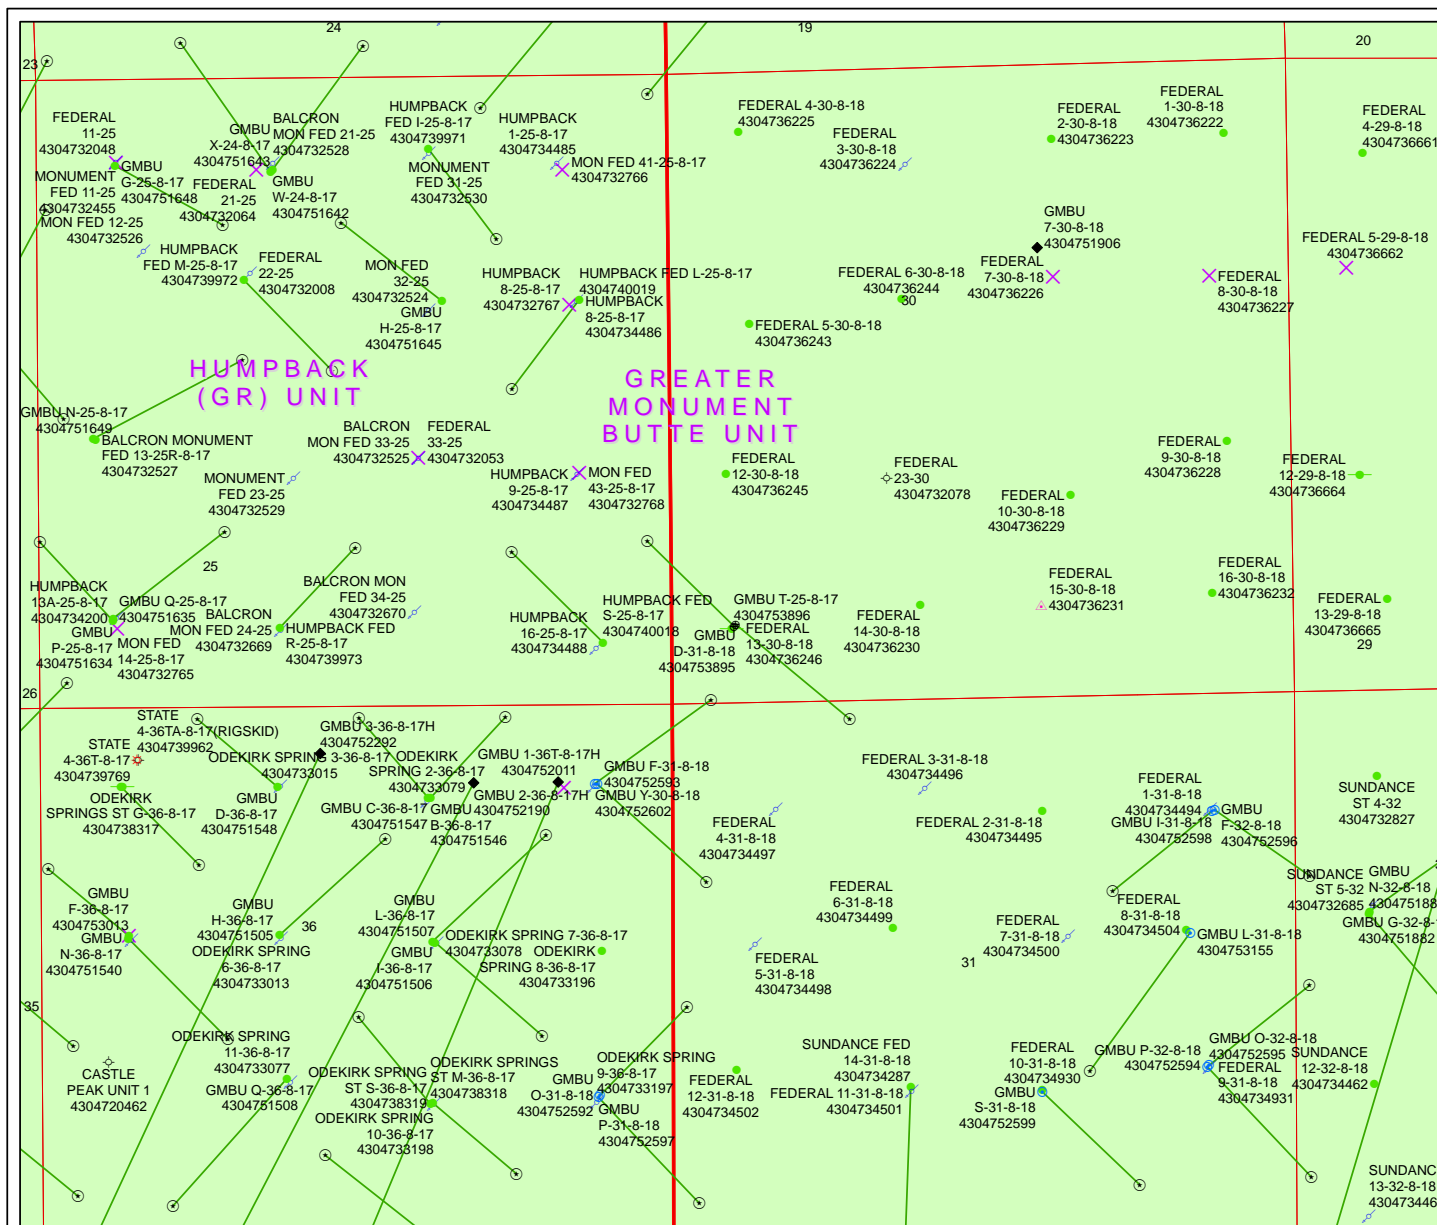 24
19
20
23
FEDERAL
11-25
4304732048
GMBU
X-24-8-17
4304751643
BALCRON
MON FED 21-25
4304732528
HUMPBACK
FED I-25-8-17
4304739971
HUMPBACK
1-25-8-17
4304734485
MON FED 41-25-8-17
4304732766
FEDERAL 4-30-8-18
4304736225
FEDERAL
3-30-8-18
4304736224
FEDERAL
2-30-8-18
4304736223
FEDERAL
1-30-8-18
4304736222
FEDERAL
4-29-8-18
4304736661
GMBU
G-25-8-17
4304751648
MONUMENT
FED 11-25
4304732455
MON FED 12-25
4304732526
FEDERAL
21-25
4304732064
GMBU
W-24-8-17
4304751642
MONUMENT
FED 31-25
4304732530
GMBU
7-30-8-18
4304751906
FEDERAL 5-29-8-18
4304736662
HUMPBACK
FED M-25-8-17
4304739972
FEDERAL
22-25
4304732008
MON FED
32-25
4304732524
GMBU
H-25-8-17
4304751645
HUMPBACK
8-25-8-17
4304732767
HUMPBACK FED L-25-8-17
4304740019
HUMPBACK
8-25-8-17
4304734486
FEDERAL 6-30-8-18
4304736244
30
FEDERAL
7-30-8-18
4304736226
FEDERAL
8-30-8-18
4304736227
FEDERAL 5-30-8-18
4304736243
HUMPBACK
(GR) UNIT
GREATER
MONUMENT
BUTTE UNIT
GMBU N-25-8-17
4304751649
BALCRON MONUMENT
FED 13-25R-8-17
4304732527
BALCRON
MON FED 33-25
4304732525
FEDERAL
33-25
4304732053
MONUMENT
FED 23-25
4304732529
HUMPBACK
9-25-8-17
4304734487
MON FED
43-25-8-17
4304732768
FEDERAL
12-30-8-18
4304736245
FEDERAL
23-30
4304732078
FEDERAL
10-30-8-18
4304736229
FEDERAL
9-30-8-18
4304736228
FEDERAL
12-29-8-18
4304736664
25
HUMPBACK
13A-25-8-17
4304734200
GMBU Q-25-8-17
4304751635
GMBU
P-25-8-17
4304751634
MON FED
14-25-8-17
4304732765
BALCRON
MON FED 24-25
4304732669
BALCRON MON
FED 34-25
4304732670
HUMPBACK FED
R-25-8-17
4304739973
HUMPBACK
16-25-8-17
4304734488
HUMPBACK FED
S-25-8-17
4304740018
GMBU T-25-8-17
4304753896
GMBU
D-31-8-18
4304753895
FEDERAL
13-30-8-18
4304736246
FEDERAL
14-30-8-18
4304736230
FEDERAL
15-30-8-18
4304736231
FEDERAL
16-30-8-18
4304736232
FEDERAL
13-29-8-18
4304736665
29
26
STATE
4-36TA-8-17(RIGSKID)
4304739962
STATE
4-36T-8-17
4304739769
ODEKIRK
SPRINGS ST G-36-8-17
4304738317
GMBU 3-36-8-17H
4304752292
ODEKIRK SPRING 3-36-8-17
4304733015
GMBU
D-36-8-17
4304751548
ODEKIRK
SPRING 2-36-8-17
4304733079
GMBU C-36-8-17
4304751547
GMBU
B-36-8-17
4304751546
GMBU 1-36T-8-17H
4304752011
GMBU 2-36-8-17H
4304752190
GMBU F-31-8-18
4304752593
GMBU Y-30-8-18
4304752602
FEDERAL 3-31-8-18
4304734496
FEDERAL
4-31-8-18
4304734497
FEDERAL 2-31-8-18
4304734495
FEDERAL
1-31-8-18
4304734494
GMBU I-31-8-18
4304752598
GMBU
F-32-8-18
4304752596
SUNDANCE
ST 4-32
4304732827
SUNDANCE
ST 5-32
4304732685
GMBU
N-32-8-18
430475188
GMBU G-32-8-1
4304751882
GMBU
F-36-8-17
4304753013
GMBU
N-36-8-17
4304751540
GMBU
H-36-8-17
4304751505
36
ODEKIRK SPRING
6-36-8-17
4304733013
GMBU
L-36-8-17
4304751507
GMBU
I-36-8-17
4304751506
ODEKIRK SPRING 7-36-8-17
4304733078
ODEKIRK
SPRING 8-36-8-17
4304733196
FEDERAL
6-31-8-18
4304734499
FEDERAL
5-31-8-18
4304734498
FEDERAL
7-31-8-18
4304734500
31
FEDERAL
8-31-8-18
4304734504
GMBU L-31-8-18
4304753155
35
CASTLE
PEAK UNIT 1
4304720462
ODEKIRK SPRING
11-36-8-17
4304733077
GMBU Q-36-8-17
4304751508
ODEKIRK SPRING
ST S-36-8-17
4304738319
ODEKIRK SPRINGS
ST M-36-8-17
4304738318
ODEKIRK SPRING
10-36-8-17
4304733198
GMBU
O-31-8-18
4304752592
ODEKIRK SPRING
9-36-8-17
4304733197
GMBU
P-31-8-18
4304752597
FEDERAL
12-31-8-18
4304734502
SUNDANCE FED
14-31-8-18
4304734287
FEDERAL 11-31-8-18
4304734501
FEDERAL
10-31-8-18
4304734930
GMBU
S-31-8-18
4304752599
GMBU P-32-8-18
4304752594
GMBU O-32-8-18
4304752595
FEDERAL
9-31-8-18
4304734931
SUNDANCE
12-32-8-18
4304734462
SUNDANC
13-32-8-18
430473446